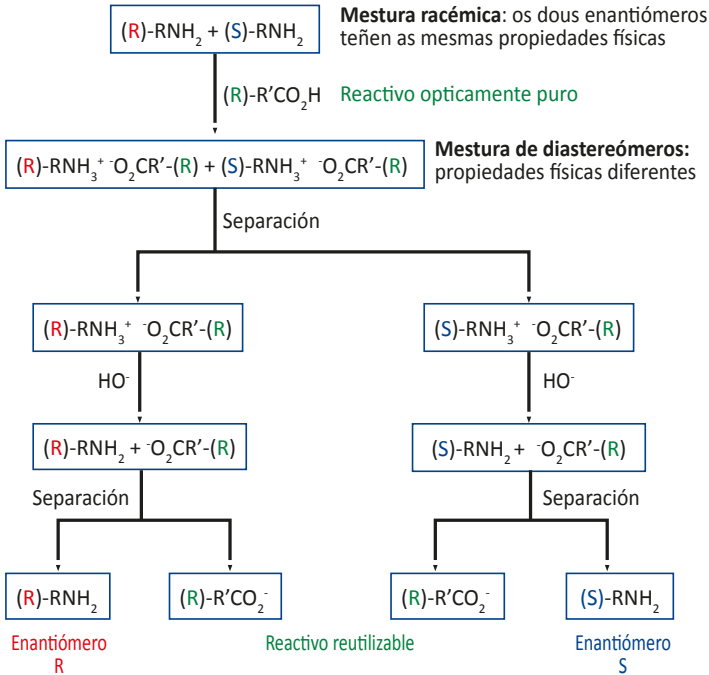 (R)-RNH₂ + (S)-RNH₂
Mestura racémica: os dous enantiómeros
teñen as mesmas propiedades físicas
(R)-R’CO₂H Reactivo opticamente puro
(R)-RNH₃⁺ ⁻O₂CR’-(R) + (S)-RNH₃⁺ ⁻O₂CR’-(R)
Mestura de diastereómeros:
propiedades físicas diferentes
Separación
(R)-RNH₃⁺ ⁻O₂CR’-(R)
(S)-RNH₃⁺ ⁻O₂CR’-(R)
HO⁻
HO⁻
(R)-RNH₂ + ⁻O₂CR’-(R)
(S)-RNH₂ + ⁻O₂CR’-(R)
Separación
Separación
(R)-RNH₂
(R)-R’CO₂⁻
(R)-R’CO₂⁻
(S)-RNH₂
Enantiómero
R
Reactivo reutilizable
Enantiómero
S